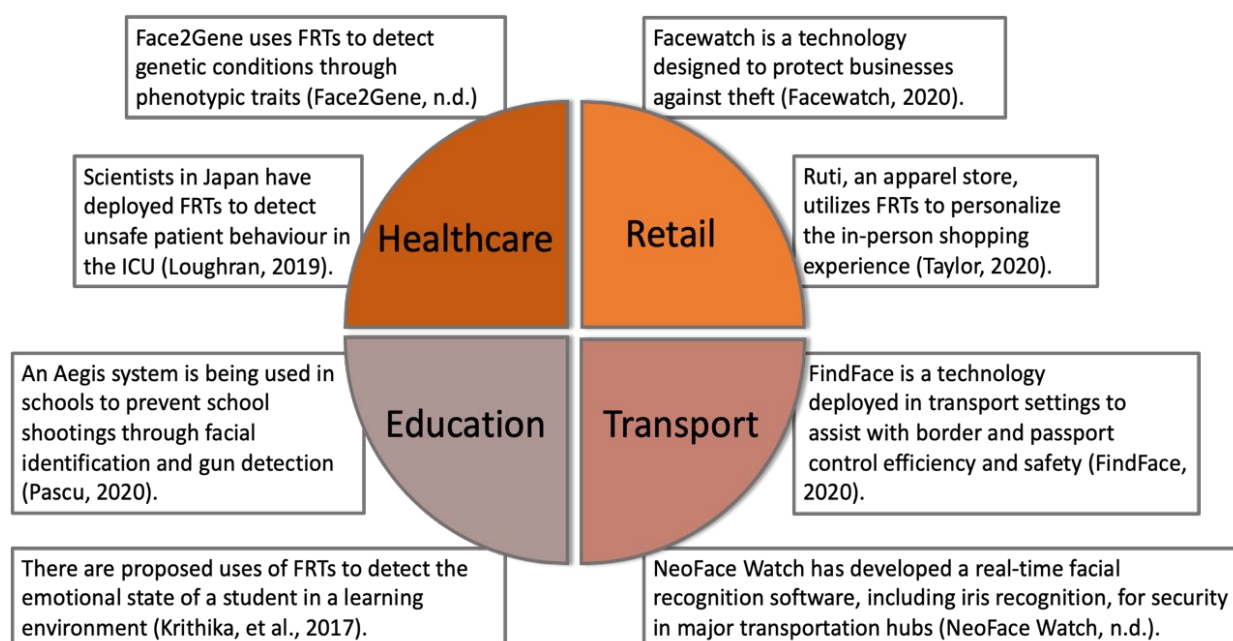 Face2Gene uses FRTs to detect
genetic conditions through
phenotypic traits (Face2Gene, n.d.)
Facewatch is a technology
designed to protect businesses
against theft (Facewatch, 2020).
Scientists in Japan have
deployed FRTs to detect
unsafe patient behaviour in
the ICU (Loughran, 2019).
Healthcare
Retail
Ruti, an apparel store,
utilizes FRTs to personalize
the in-person shopping
experience (Taylor, 2020).
An Aegis system is being used in
schools to prevent school
shootings through facial
identification and gun detection
(Pascu, 2020).
Education
Transport
FindFace is a technology
deployed in transport settings to
assist with border and passport
control efficiency and safety (FindFace,
2020).
There are proposed uses of FRTs to detect the
emotional state of a student in a learning
environment (Krithika, et al., 2017).
NeoFace Watch has developed a real-time facial
recognition software, including iris recognition, for security
in major transportation hubs (NeoFace Watch, n.d.).